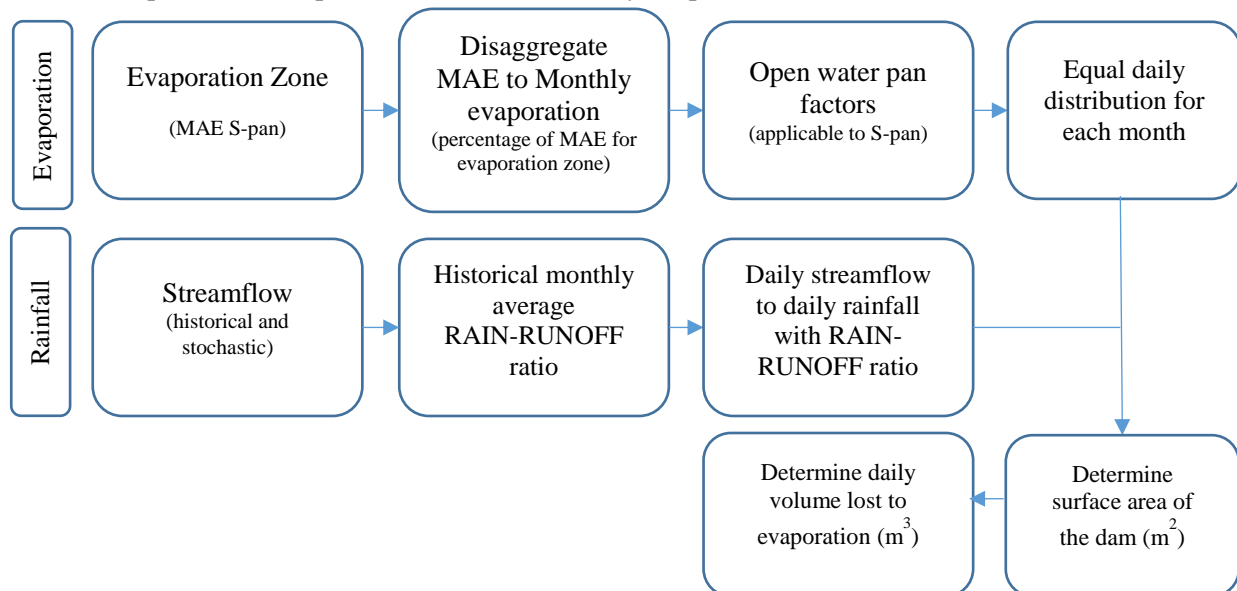 Evaporation
Evaporation Zone
(MAE S-pan)
Disaggregate
MAE to Monthly
evaporation
(percentage of MAE for
evaporation zone)
Open water pan
factors
(applicable to S-pan)
Equal daily
distribution for
each month
Rainfall
Streamflow
(historical and
stochastic)
Historical monthly
average
RAIN-RUNOFF
ratio
Daily streamflow
to daily rainfall
with RAIN-
RUNOFF ratio
Determine daily
volume lost to
evaporation (m³)
Determine
surface area of
the dam (m²)